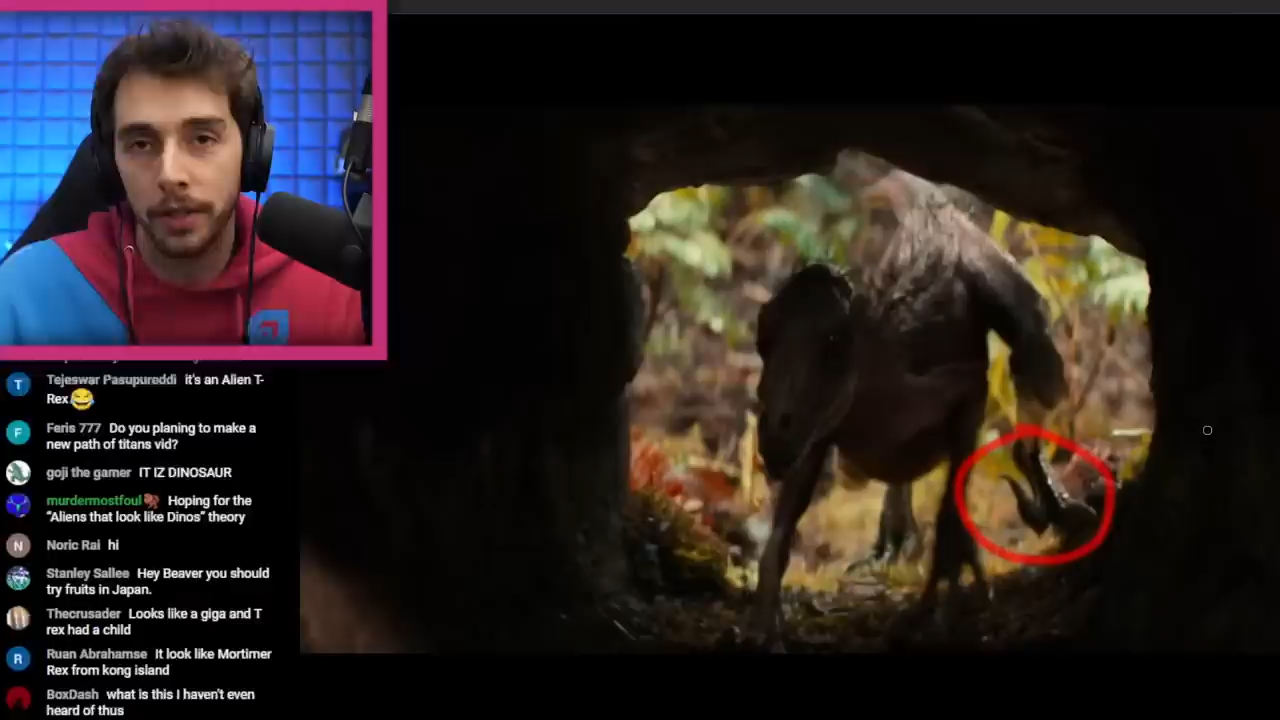 Tejeswar Pasupureddi it's an Alien T-
Rex
Feris 777 Do you planing to make a
new path of titans vid?
goji the gamer IT IZ DINOSAUR
murdermostfoul Hoping for the
“Aliens that look like Dinos” theory
Noric Rai hi
Stanley Sallee Hey Beaver you should
try fruits in Japan.
Thecrusader Looks like a giga and T
rex had a child
Ruan Abrahamse It look like Mortimer
Rex from kong island
BoxDash what is this I haven't even
heard of thus